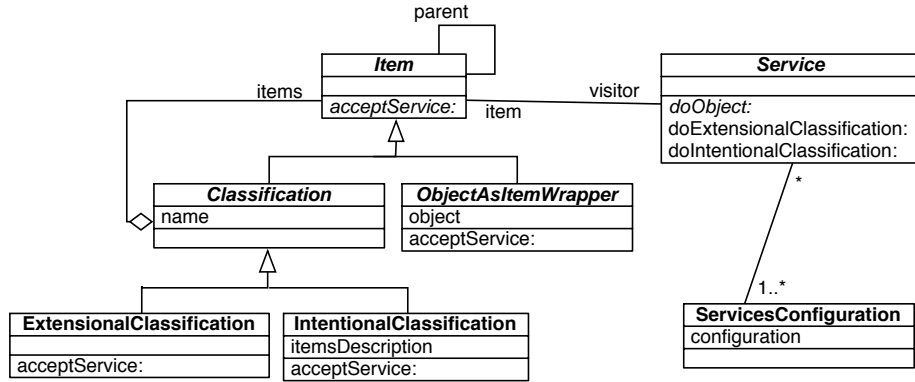 parent
Item
acceptService:
items
item
visitor
Service
doObject:
doExtensionalClassification:
doIntentionalClassification:
*
1..*
Classification
name
ObjectAsItemWrapper
object
acceptService:
ExtensionalClassification
acceptService:
IntentionalClassification
itemsDescription
acceptService:
ServicesConfiguration
configuration